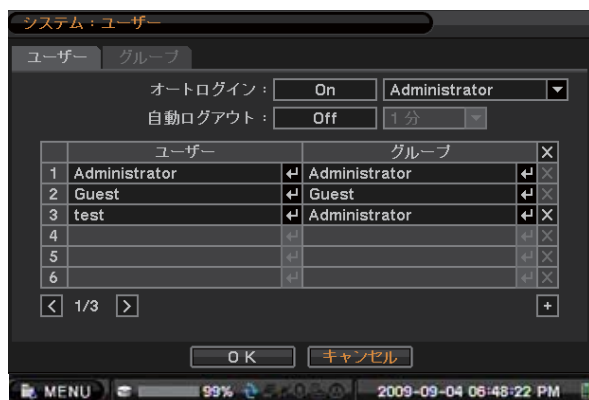 システム：ユーザー
ユーザー グループ
オートログイン： On Administrator
自動ログアウト： Off 1 分
ユーザー グループ X
1 Administrator Administrator X
2 Guest Guest X
3 test Administrator X
4 X
5 X
6 X
< 1/3 > +
O K キャンセル
MENU 99% 2009-09-04 06:48:22 PM